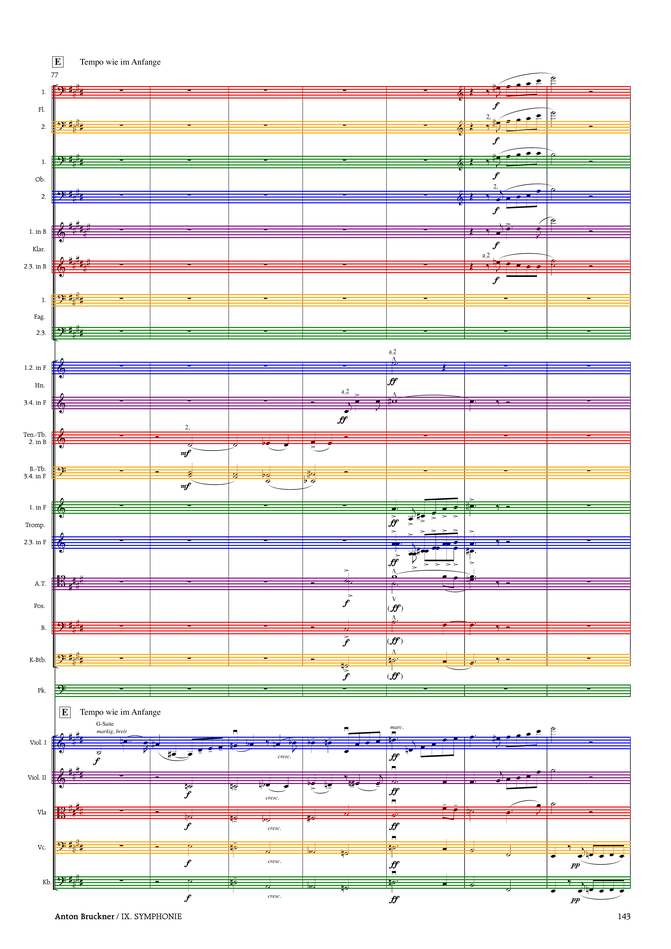 E Tempo wie im Anfange
77
1.
Fl.
2.
2.
f
f
1.
Ob.
2.
2.
f
f
1. in B
Klar.
2.3. in B
a 2
f
f
1.
Fag.
2.3.
1.2. in F
Hn.
3.4. in F
a.2
ff
a.2
ff
Ten.-Tb.
2. in B
2.
mf
B.-Tb.
3.4. in F
mf
1. in F
Tromp.
2.3. in F
ff
ff
A.T.
Pos.
B.
f
(ff)
f
(ff)
K-Btb.
f
(ff)
Pk.
E Tempo wie im Anfange
Viol. I
G-Saite
markig, breit
f
cresc.
marc.
ff
Viol. II
f
cresc.
ff
Vla
f
cresc.
ff
Vc.
f
cresc.
ff
pp
Kb.
f
cresc.
ff
pp
Anton Bruckner / IX. SYMPHONIE
143